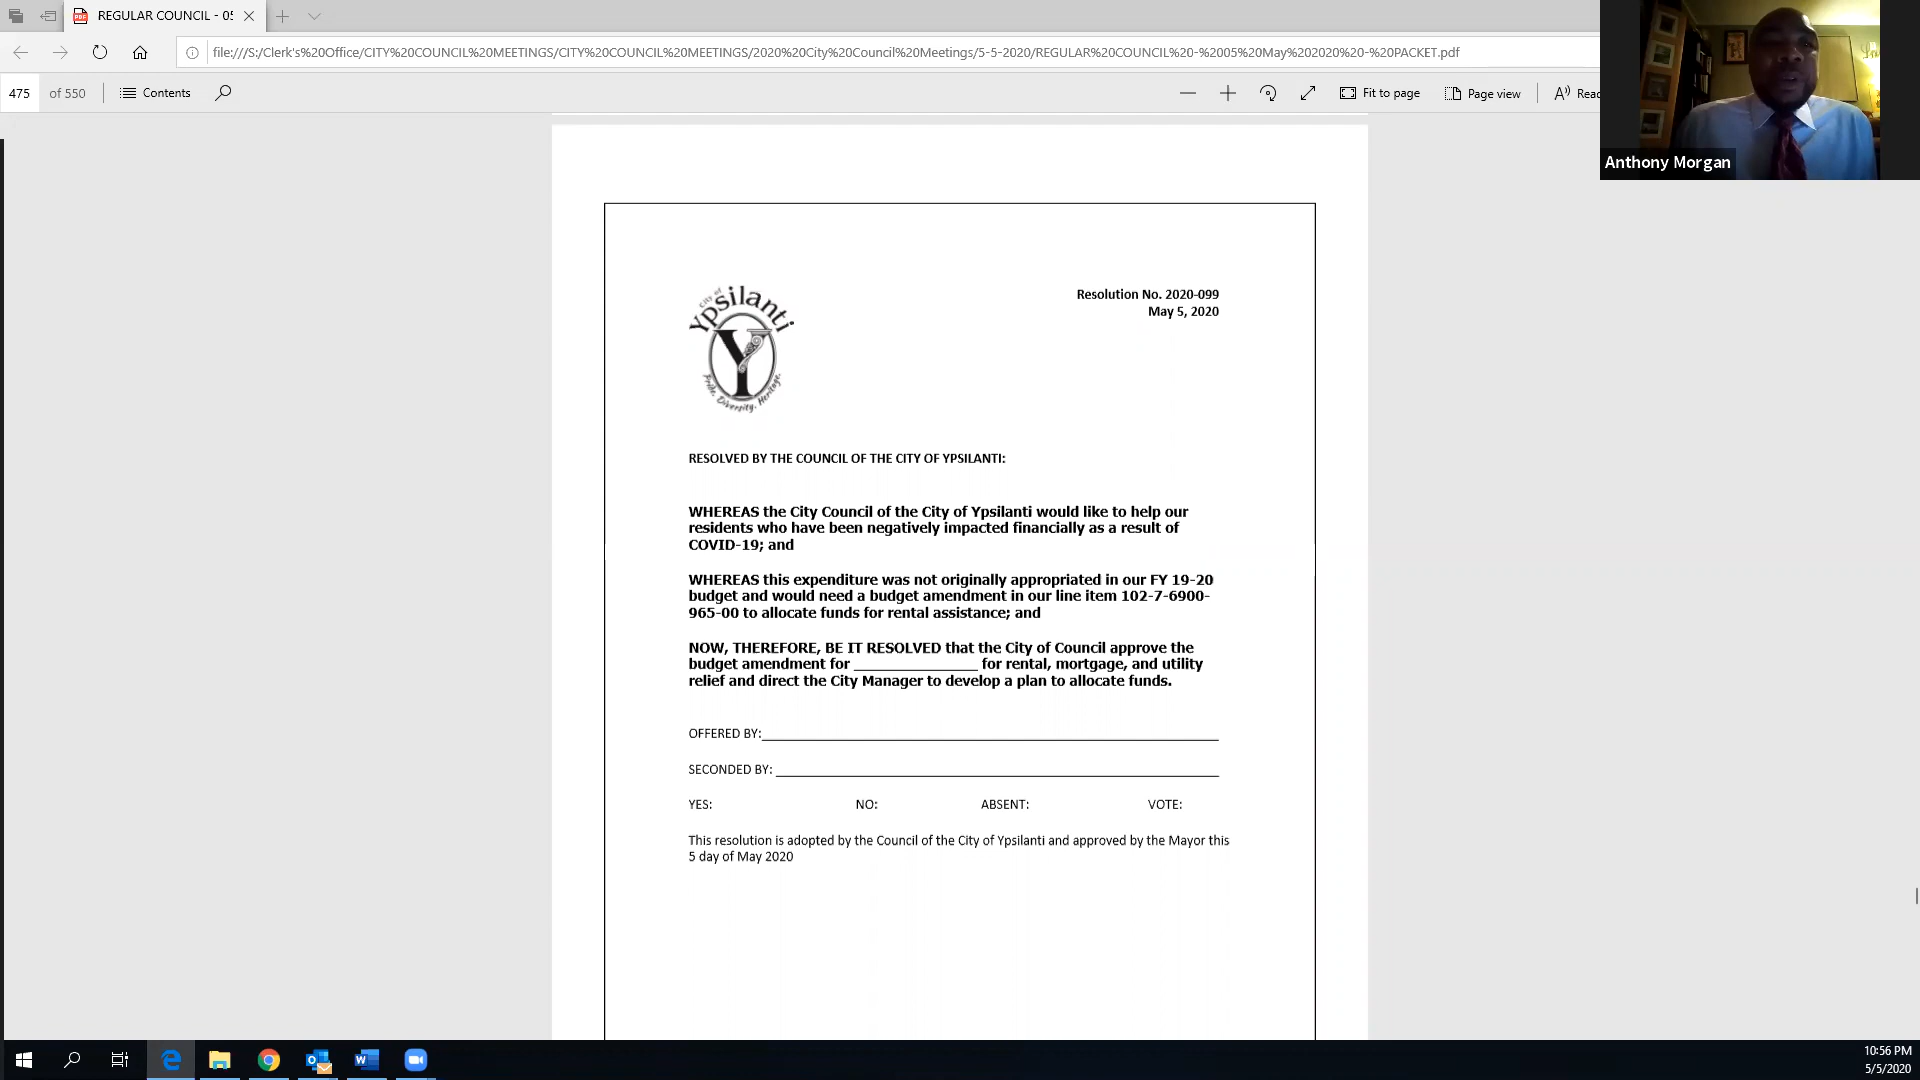 REGULAR COUNCIL - 05
file:///S:/Clerk's%20Office/CITY%20COUNCIL%20MEETINGS/CITY%20COUNCIL%20MEETINGS/2020%20City%20Council%20Meetings/5-5-2020/REGULAR%20COUNCIL%20-%2005%20May%202020%20-%20PACKET.pdf
475 of 550 Contents Fit to page Page view Read
Anthony Morgan
city of
Ypsilanti
Y
Pride. Diversity. Heritage.
Resolution No. 2020-099
May 5, 2020
RESOLVED BY THE COUNCIL OF THE CITY OF YPSILANTI:
WHEREAS the City Council of the City of Ypsilanti would like to help our
residents who have been negatively impacted financially as a result of
COVID-19; and
WHEREAS this expenditure was not originally appropriated in our FY 19-20
budget and would need a budget amendment in our line item 102-7-6900-
965-00 to allocate funds for rental assistance; and
NOW, THEREFORE, BE IT RESOLVED that the City of Council approve the
budget amendment for ________________ for rental, mortgage, and utility
relief and direct the City Manager to develop a plan to allocate funds.
OFFERED BY:____________________
SECONDED BY: ____________________
YES: NO: ABSENT: VOTE:
This resolution is adopted by the Council of the City of Ypsilanti and approved by the Mayor this
5 day of May 2020
10:56 PM
5/5/2020